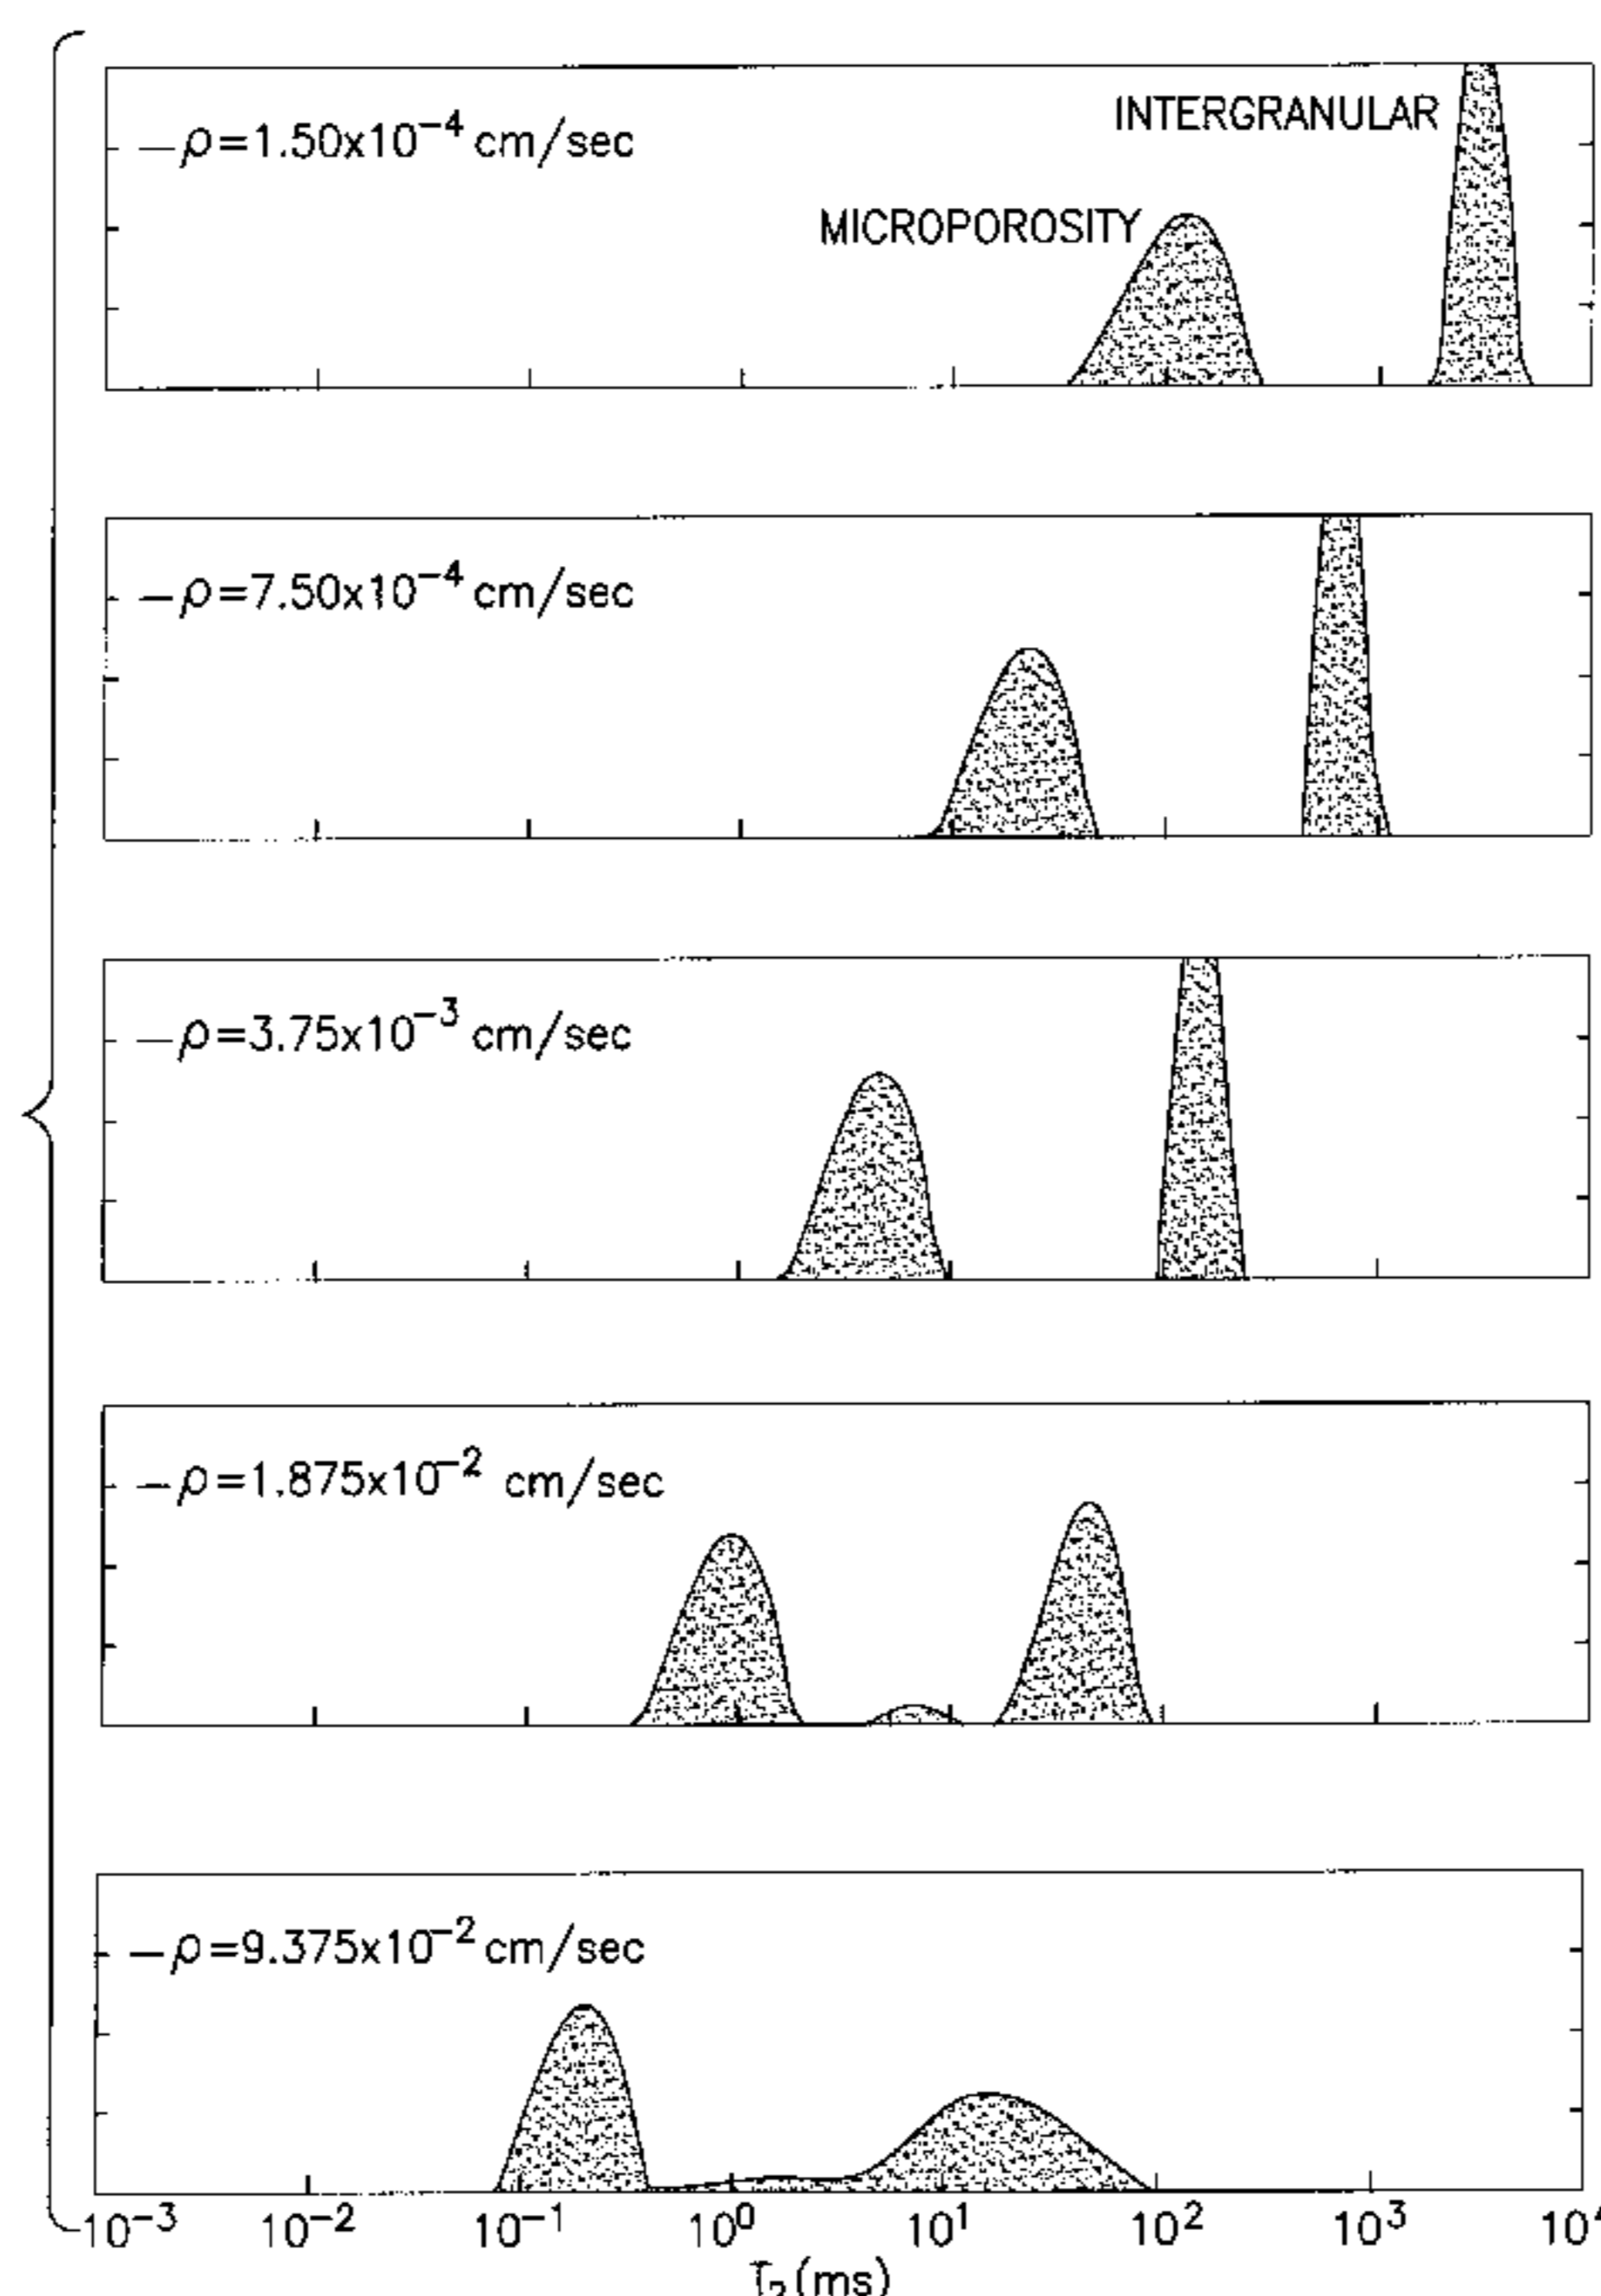 —ρ=1.50x10⁻⁴ cm/sec
INTERGRANULAR
MICROPOROSITY
—ρ=7.50x10⁻⁴ cm/sec
—ρ=3.75x10⁻³ cm/sec
—ρ=1.875x10⁻² cm/sec
—ρ=9.375x10⁻² cm/sec
10⁻³ 10⁻² 10⁻¹ 10⁰ 10¹ 10² 10³ 10⁴
T₂(ms)